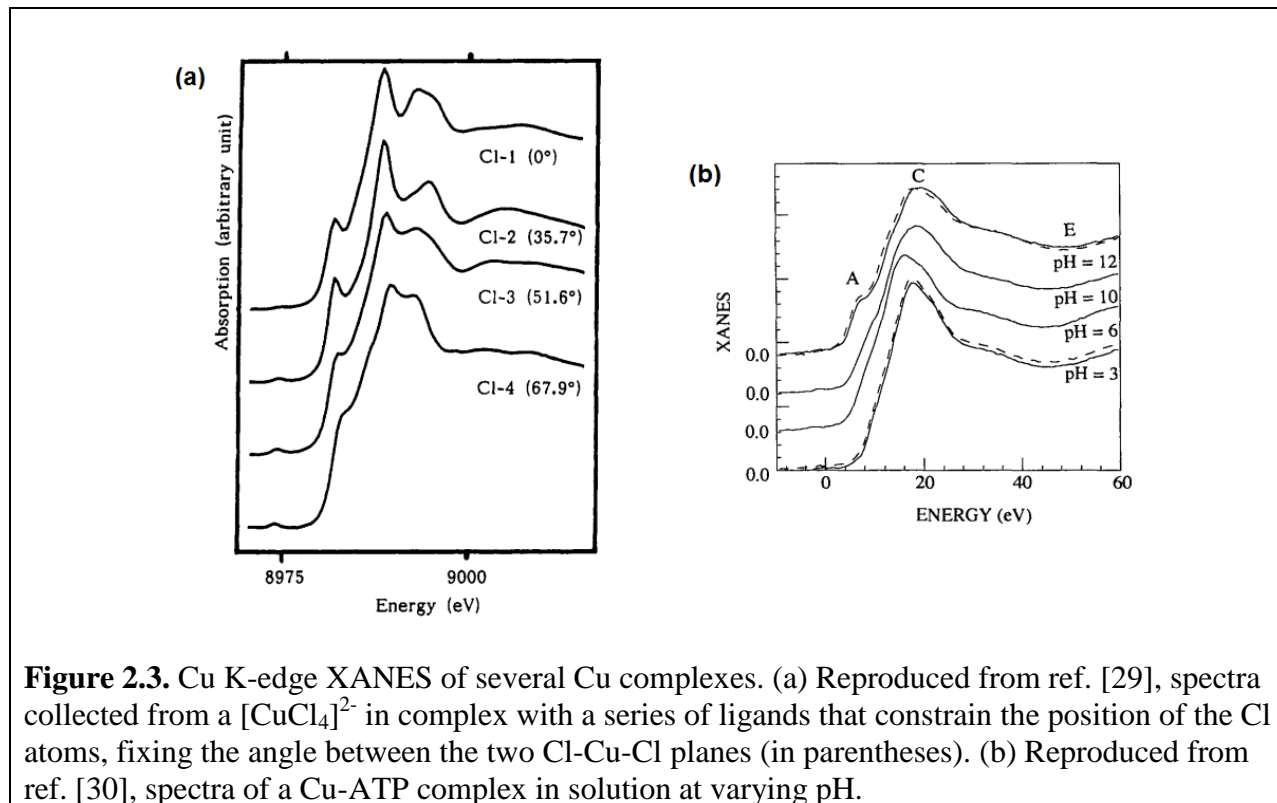 (a)
Absorption (arbitrary unit)
Cl-1 (0°)
Cl-2 (35.7°)
Cl-3 (51.6°)
Cl-4 (67.9°)
8975
9000
Energy (eV)
(b)
XANES
C
A
E
pH = 12
pH = 10
pH = 6
pH = 3
0.0
0.0
0.0
0.0
0
20
40
60
ENERGY (eV)
Figure 2.3. Cu K-edge XANES of several Cu complexes. (a) Reproduced from ref. [29], spectra
collected from a [CuCl₄]²⁻ in complex with a series of ligands that constrain the position of the Cl
atoms, fixing the angle between the two Cl-Cu-Cl planes (in parentheses). (b) Reproduced from
ref. [30], spectra of a Cu-ATP complex in solution at varying pH.